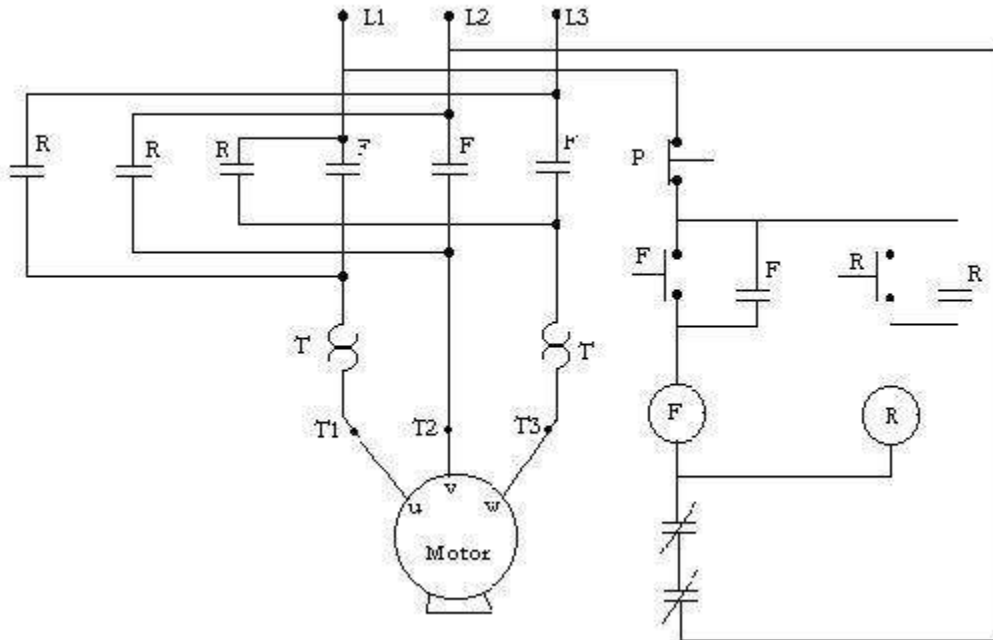 L1 L2 L3
R R R F F F
P
F F R R
T T
F R
T1 T2 T3
u v w
Motor